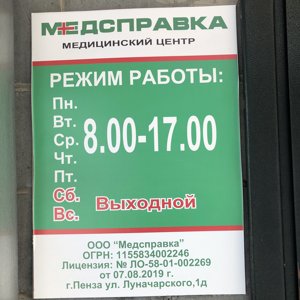 МЕДСПРАВКА
МЕДИЦИНСКИЙ ЦЕНТР
РЕЖИМ РАБОТЫ:
Пн.
Вт.
Ср. 8.00-17.00
Чт.
Пт.
Сб. Выходной
Вс.
ООО "Медсправка"
ОГРН: 1155834002246
Лицензия: № ЛО-58-01-002269
от 07.08.2019 г.
г.Пенза ул. Луначарского,1д